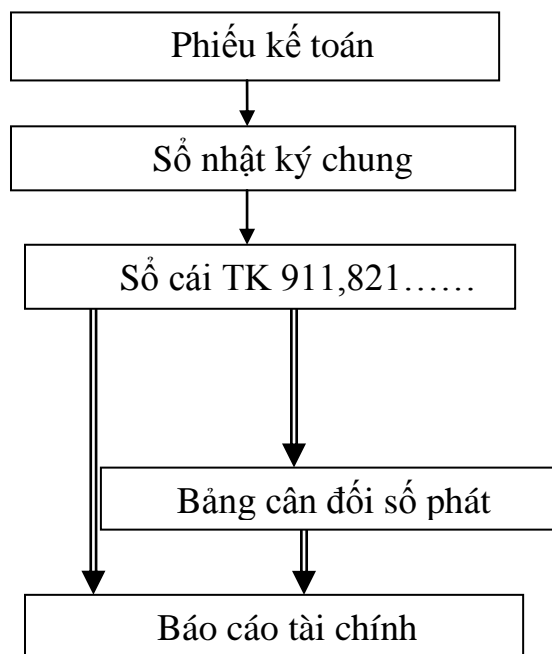 Phiếu kế toán
Sổ nhật ký chung
Sổ cái TK 911,821……
Bảng cân đối số phát
Báo cáo tài chính